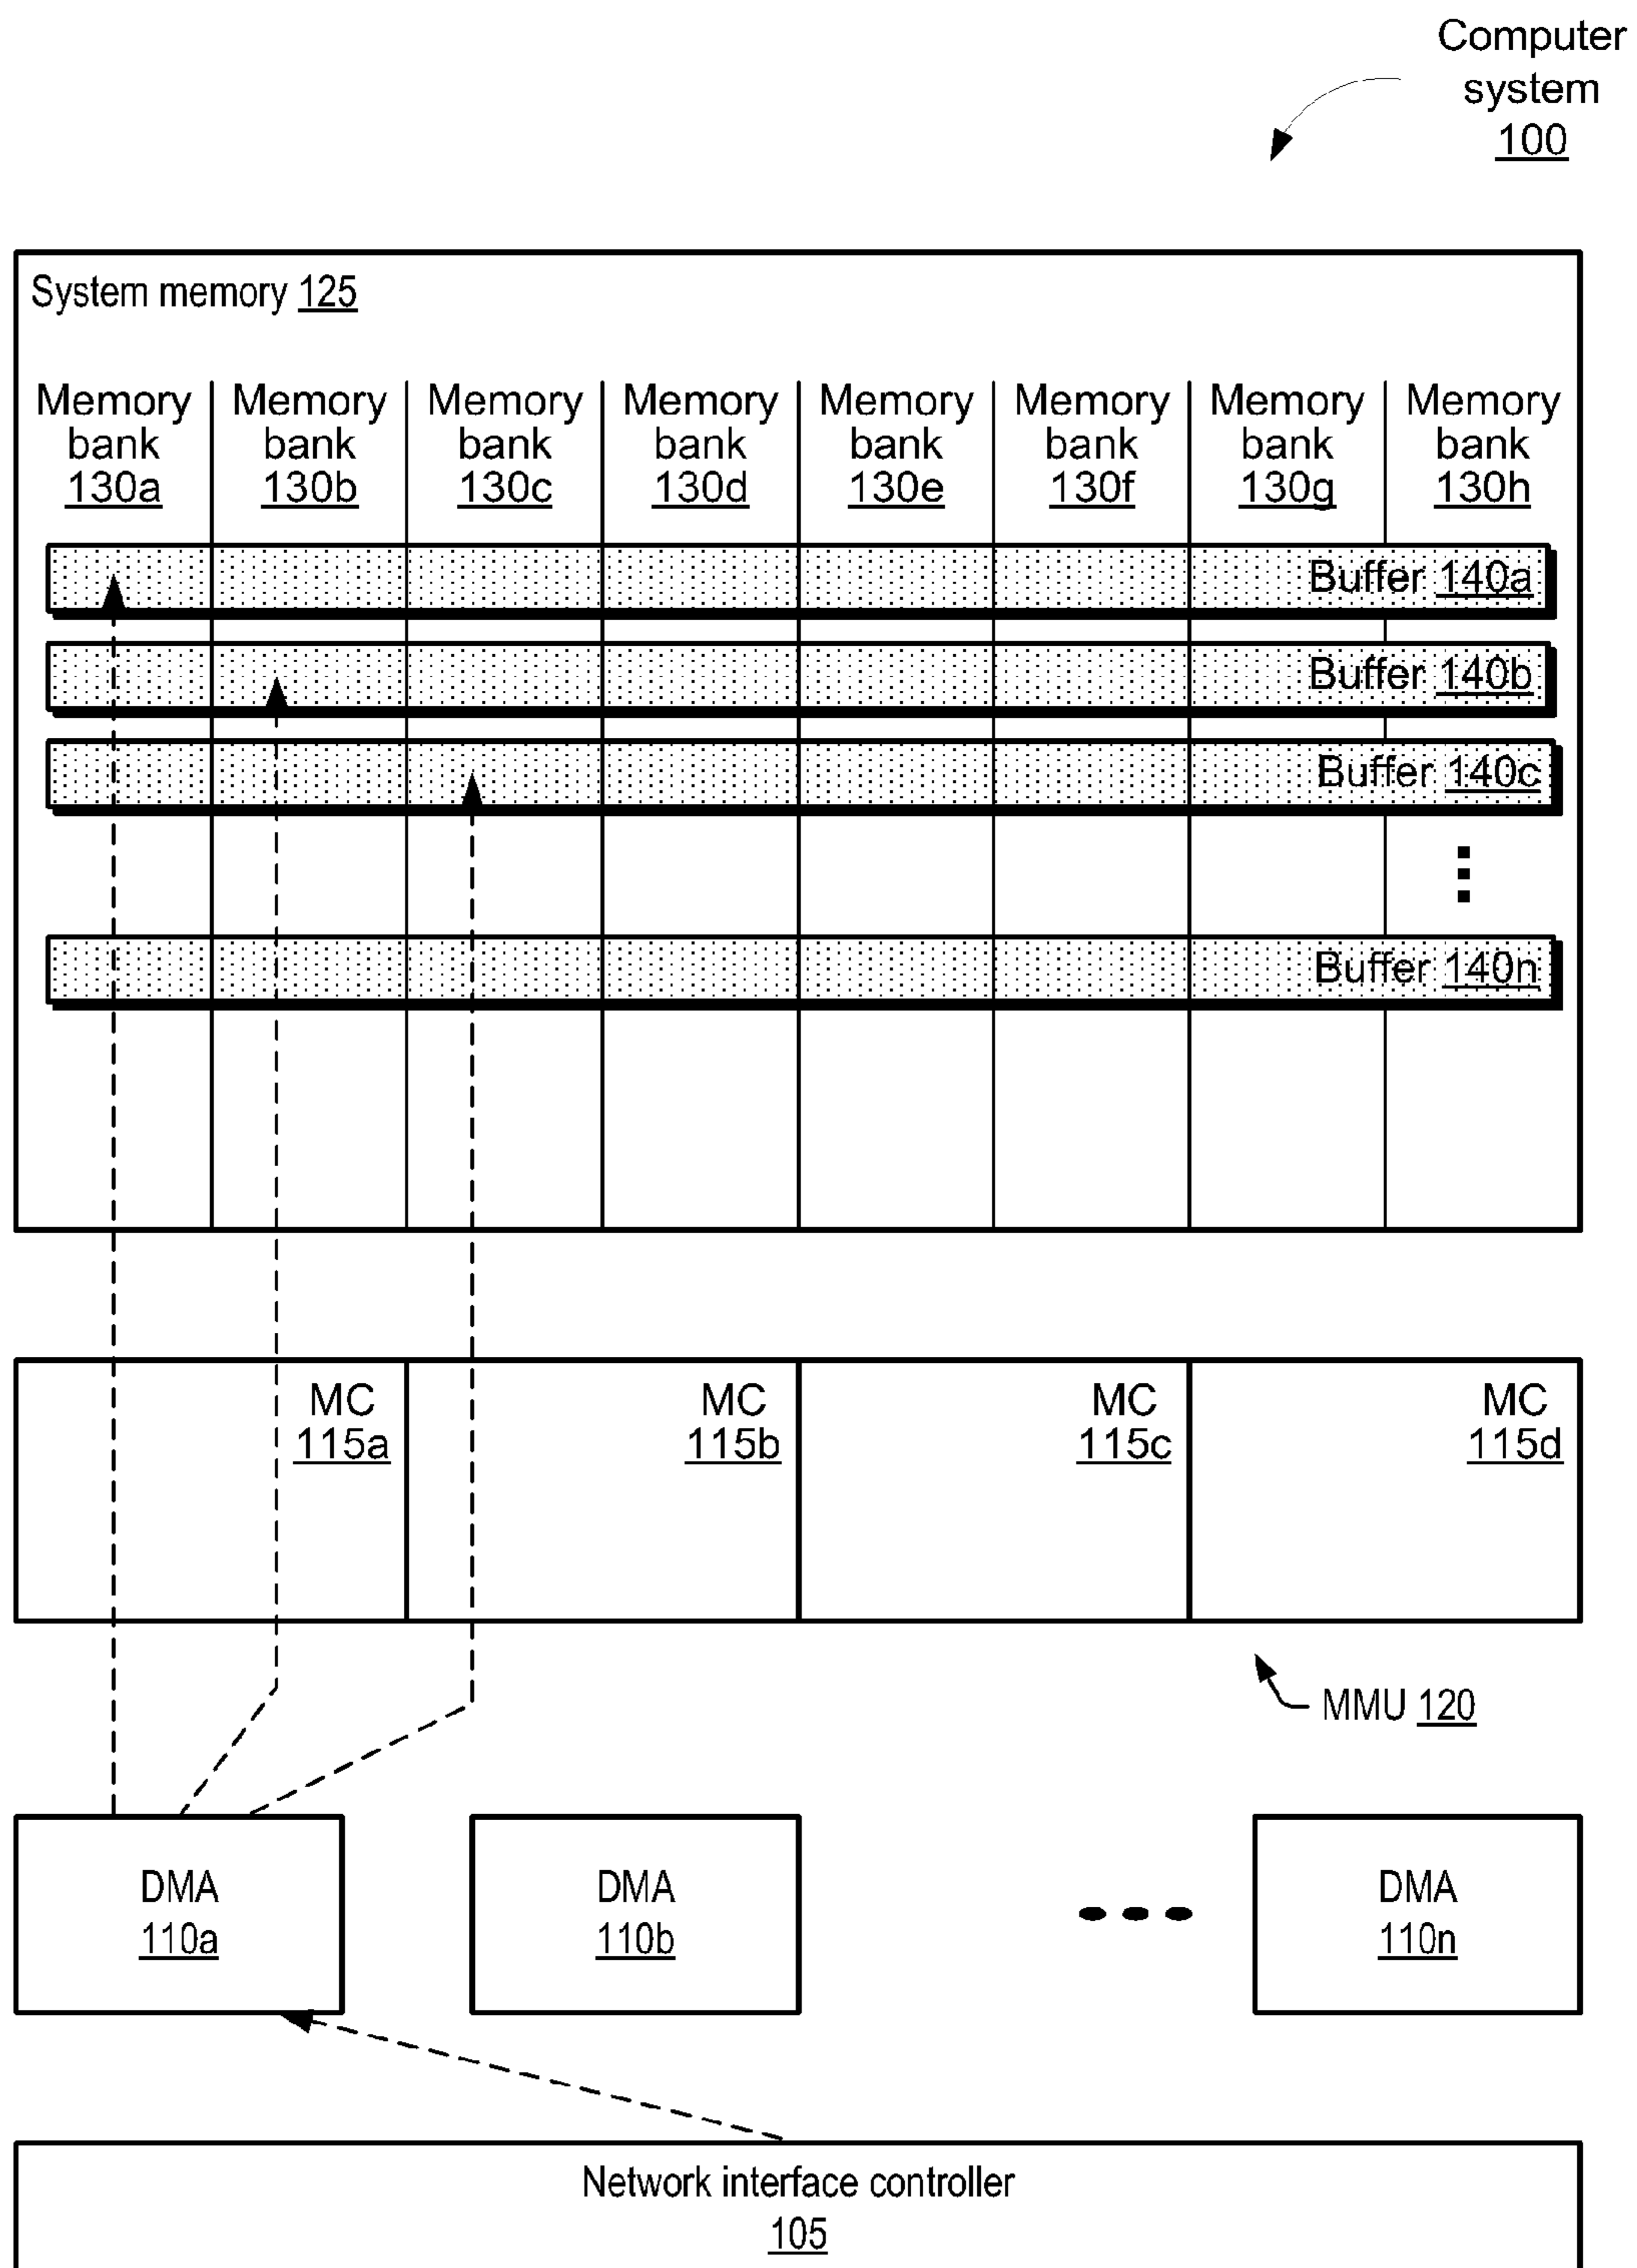 Computer
system
100
System memory 125
Memory bank 130a
Memory bank 130b
Memory bank 130c
Memory bank 130d
Memory bank 130e
Memory bank 130f
Memory bank 130g
Memory bank 130h
Buffer 140a
Buffer 140b
Buffer 140c
Buffer 140n
MC
115a
MC
115b
MC
115c
MC
115d
MMU 120
DMA
110a
DMA
110b
DMA
110n
Network interface controller
105